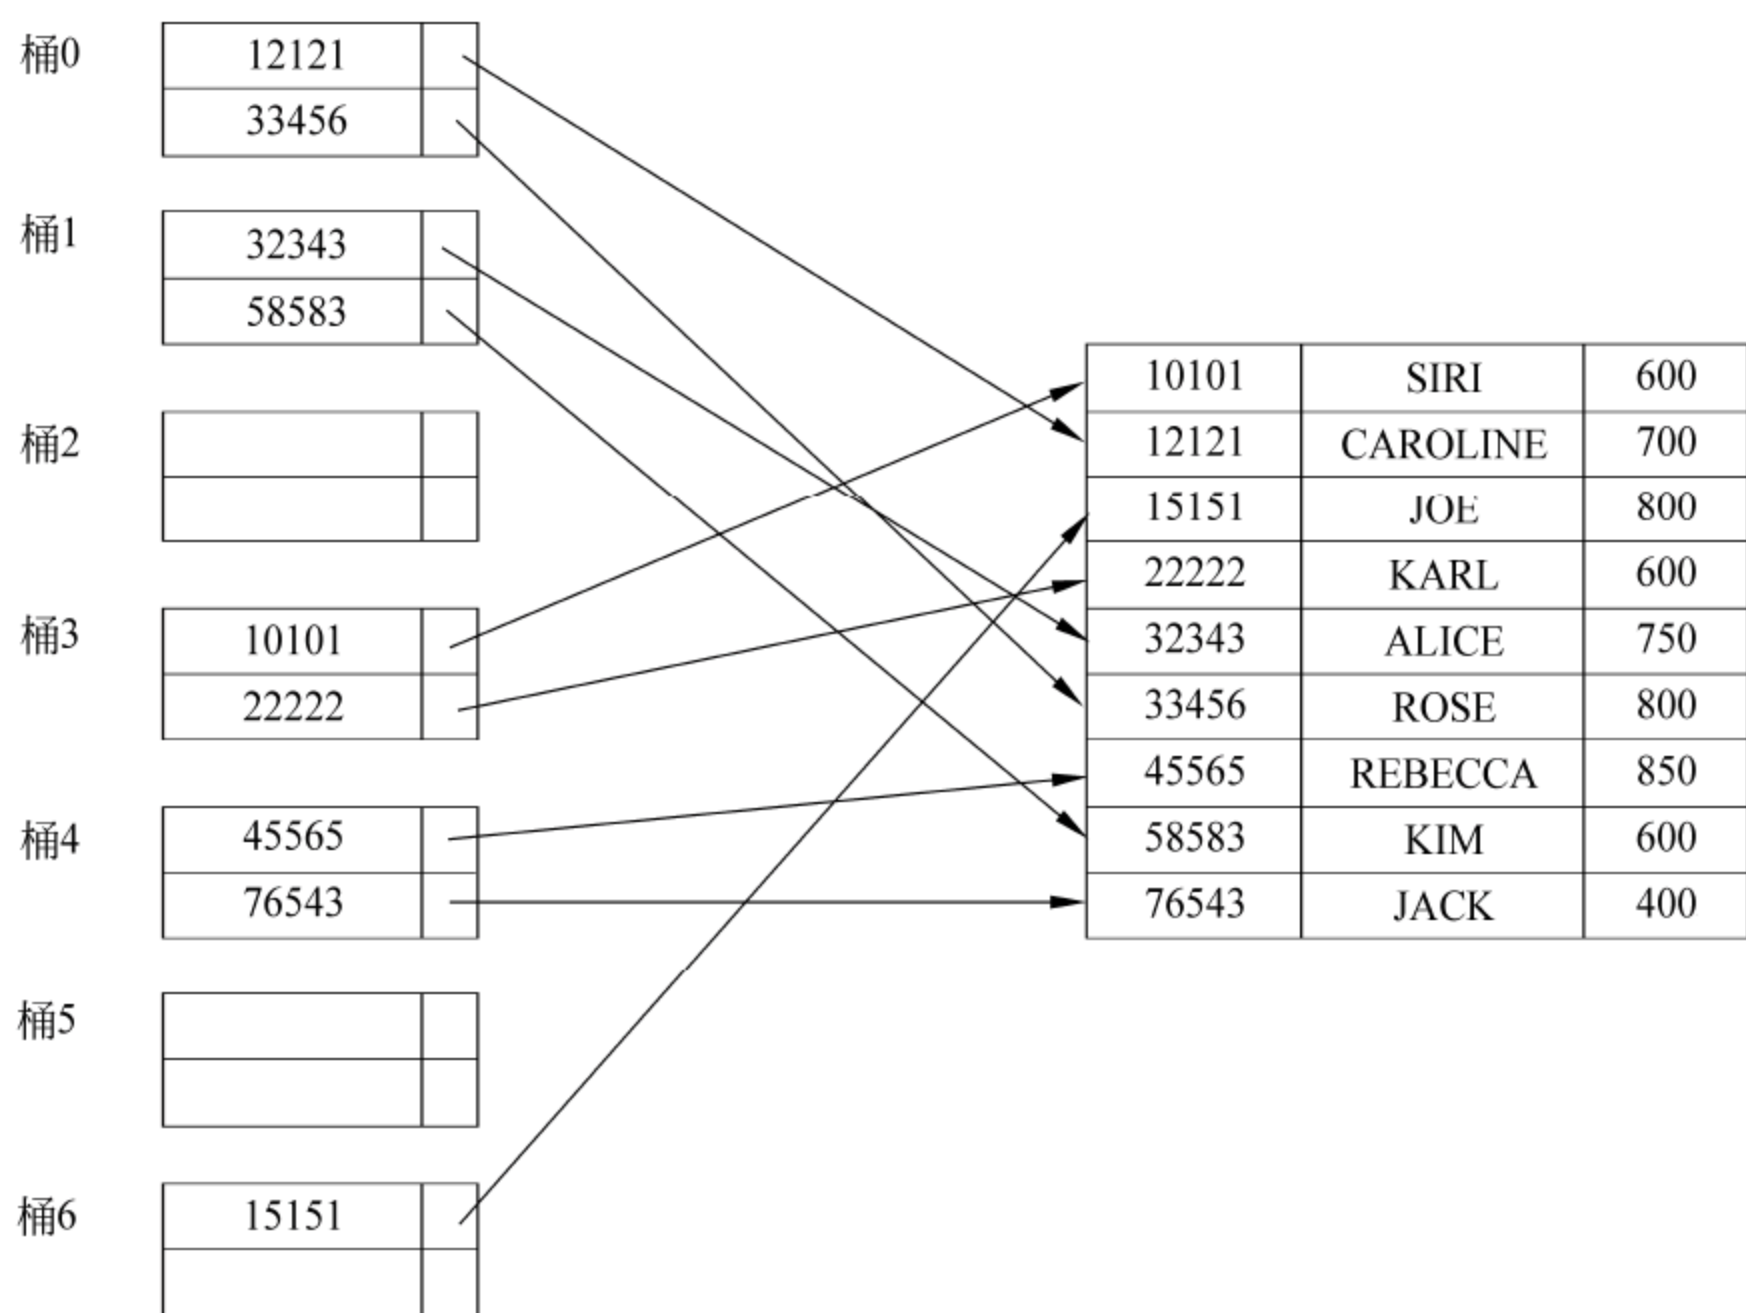 桶0
12121
33456
桶1
32343
58583
桶2
桶3
10101
22222
桶4
45565
76543
桶5
桶6
15151
10101 SIRI 600
12121 CAROLINE 700
15151 JOE 800
22222 KARL 600
32343 ALICE 750
33456 ROSE 800
45565 REBECCA 850
58583 KIM 600
76543 JACK 400